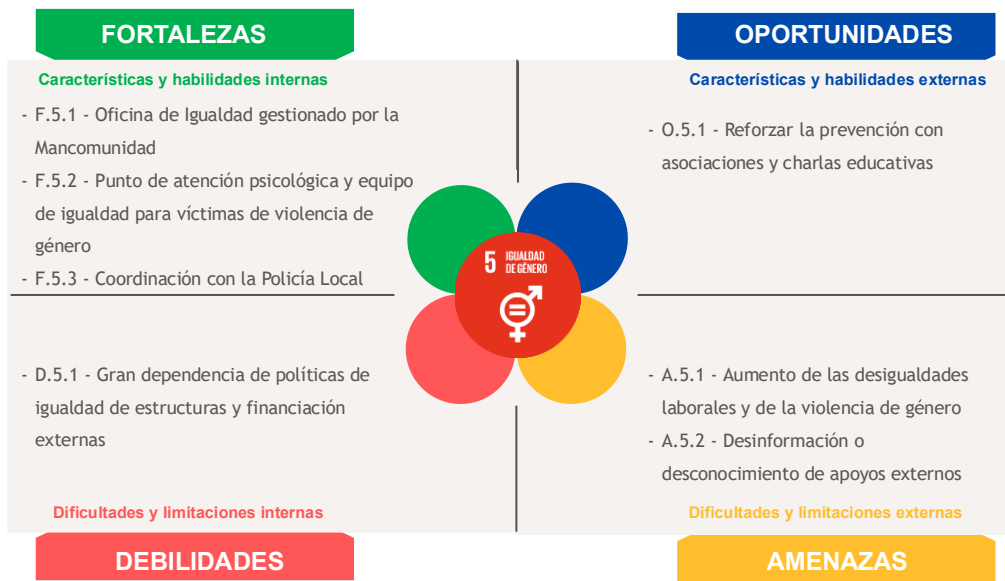 FORTALEZAS
Características y habilidades internas
- F.5.1 - Oficina de Igualdad gestionado por la
Mancomunidad
- F.5.2 - Punto de atención psicológica y equipo
de igualdad para víctimas de violencia de
género
- F.5.3 - Coordinación con la Policía Local
OPORTUNIDADES
Características y habilidades externas
- O.5.1 - Reforzar la prevención con
asociaciones y charlas educativas
5 IGUALDAD
DE GÉNERO
- D.5.1 - Gran dependencia de políticas de
igualdad de estructuras y financiación
externas
Dificultades y limitaciones internas
DEBILIDADES
- A.5.1 - Aumento de las desigualdades
laborales y de la violencia de género
- A.5.2 - Desinformación o
desconocimiento de apoyos externos
Dificultades y limitaciones externas
AMENAZAS